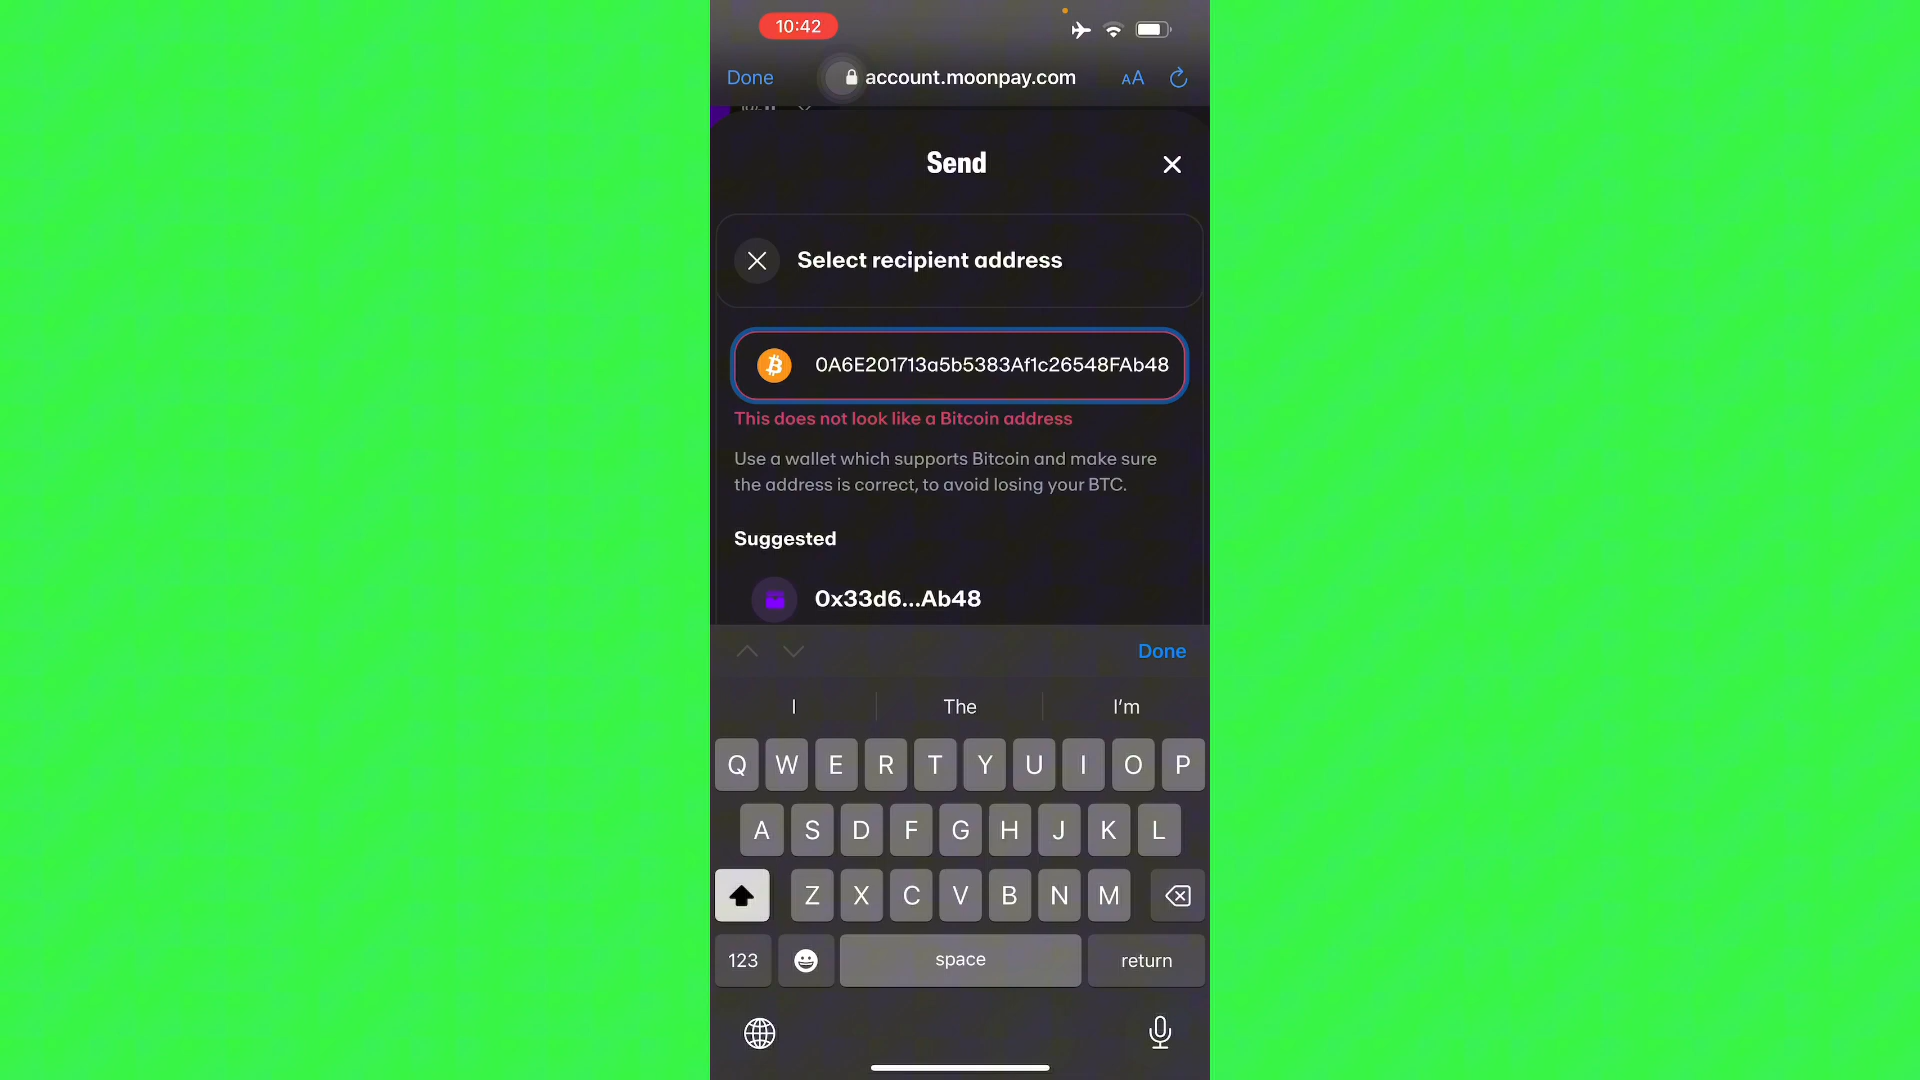 10:42
Done
account.moonpay.com
AA
Send
Select recipient address
0A6E201713a5b5383Af1c26548FAb48
This does not look like a Bitcoin address
Use a wallet which supports Bitcoin and make sure
the address is correct, to avoid losing your BTC.
Suggested
0x33d6...Ab48
Done
I
The
I'm
Q W E R T Y U I O P
A S D F G H J K L
Z X C V B N M
123
space
return